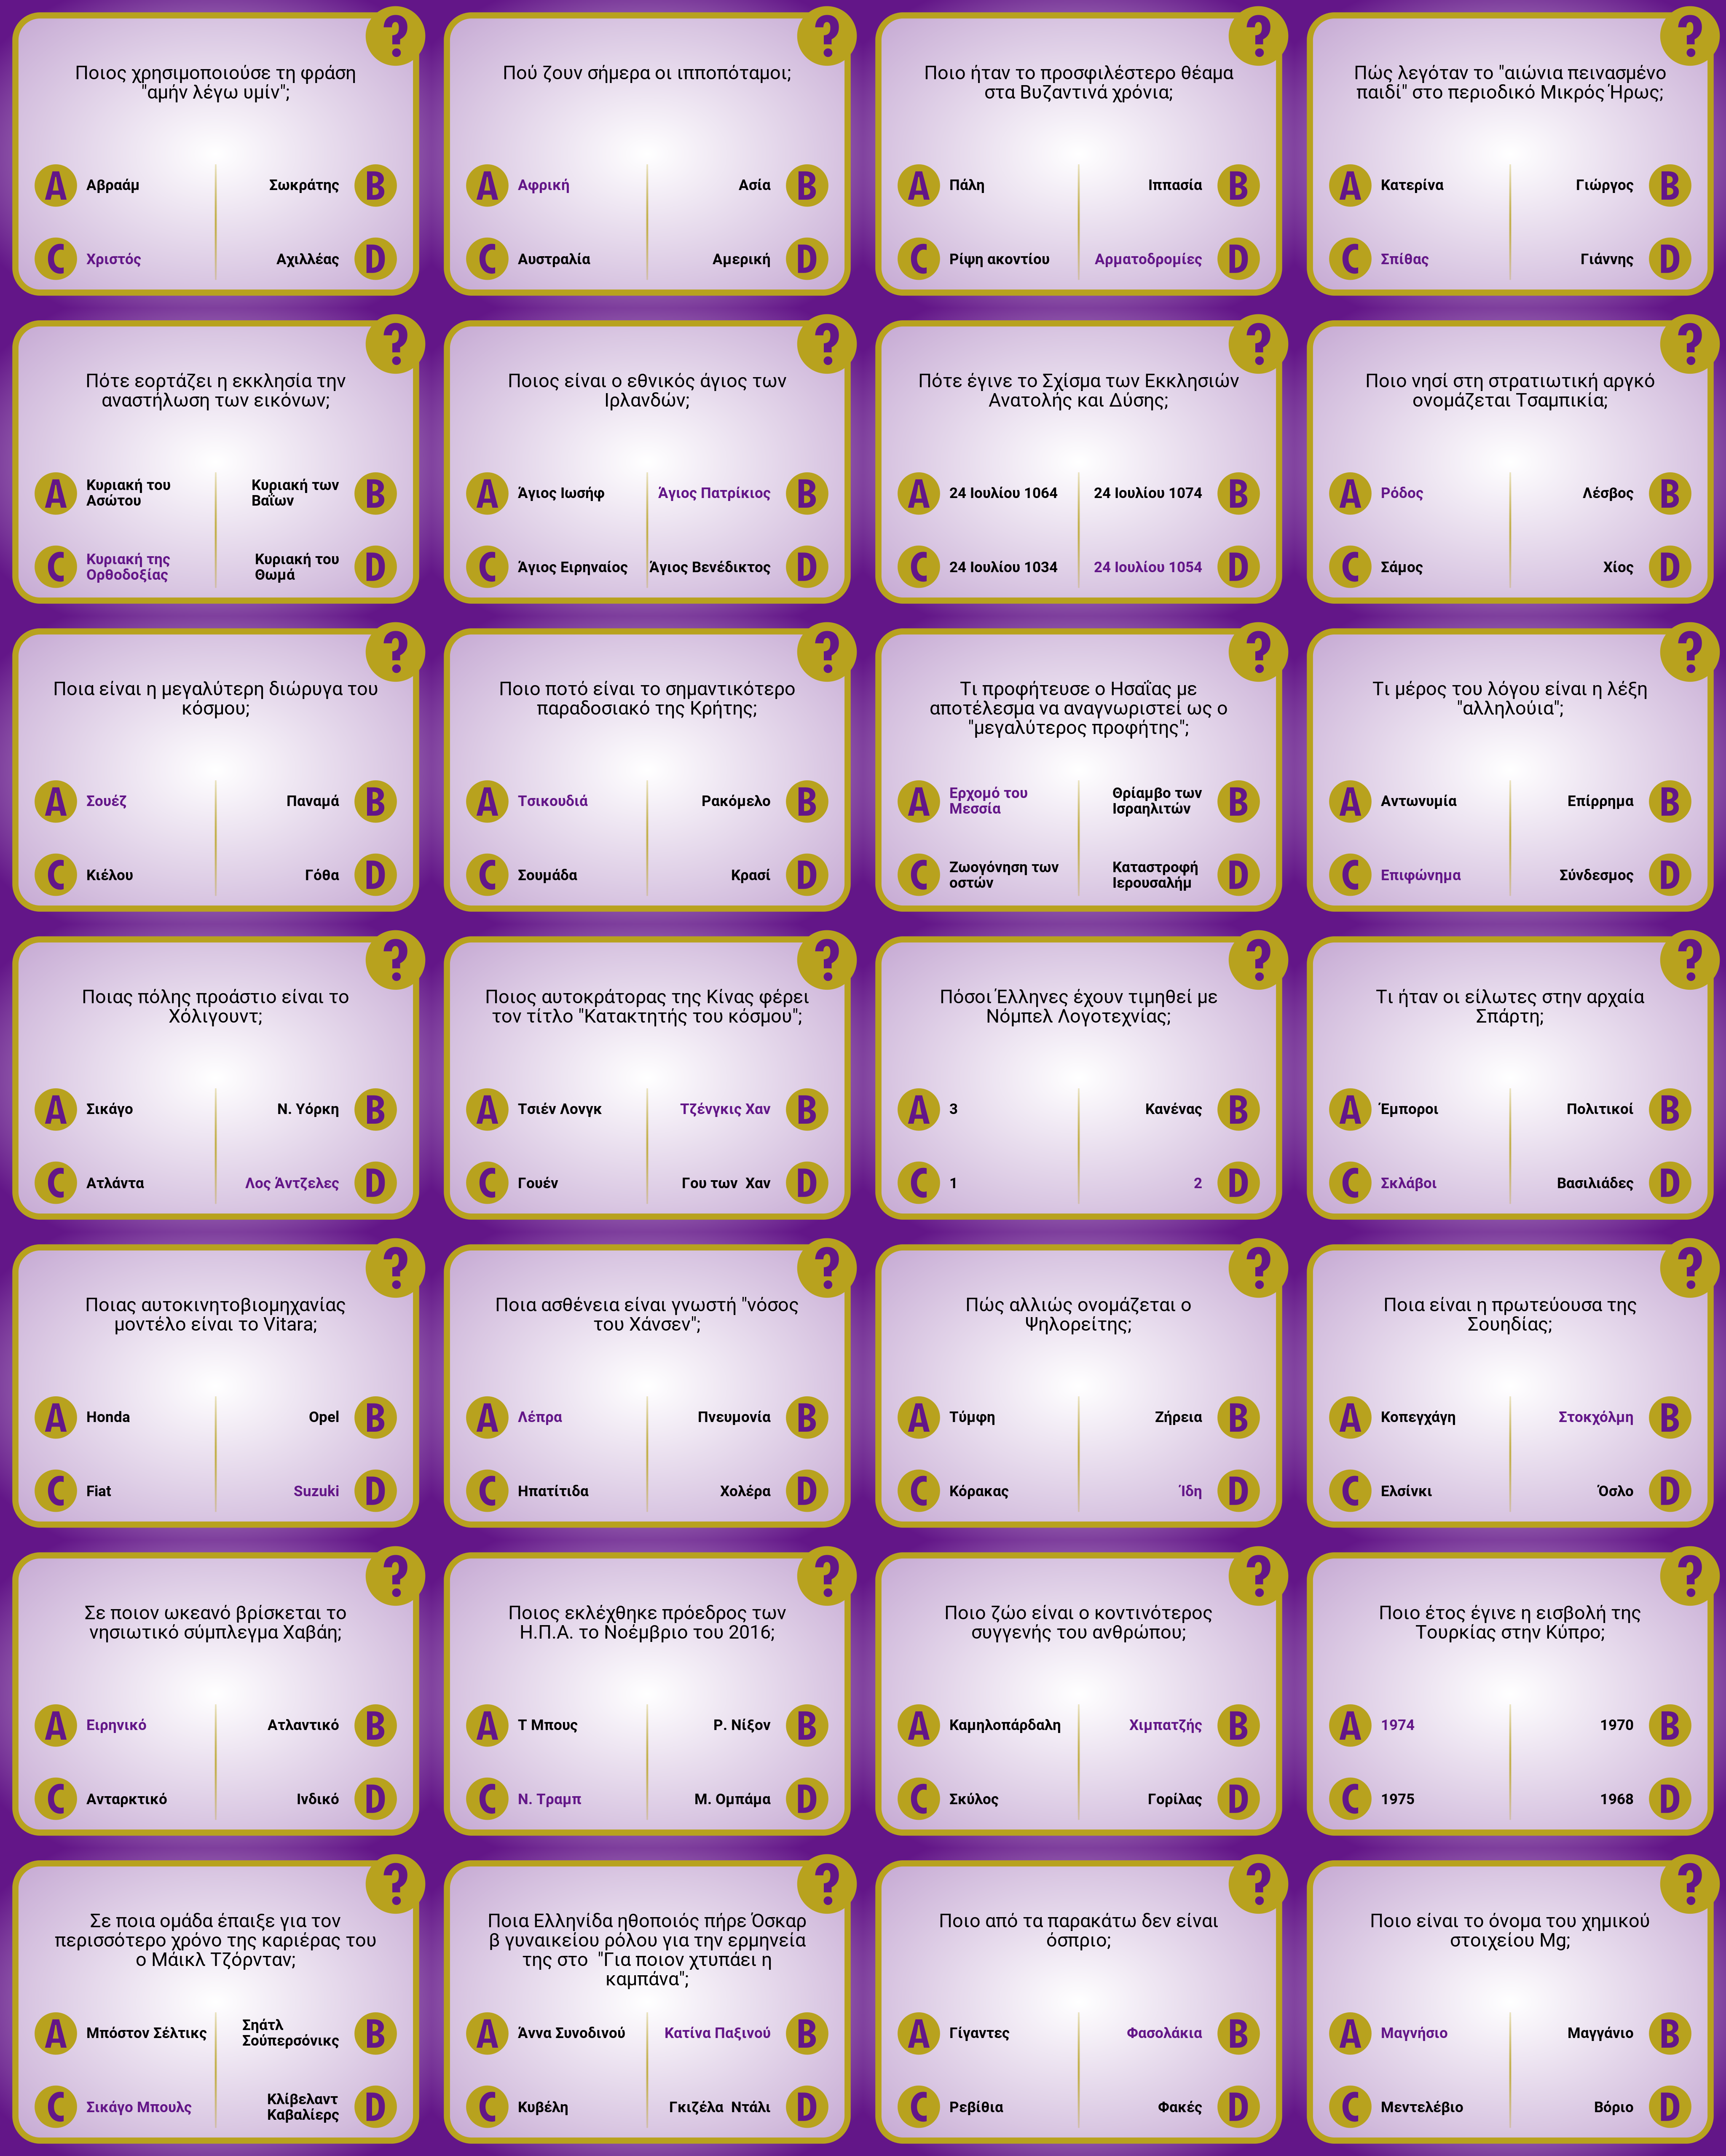 ?
Ποιος χρησιμοποιούσε τη φράση
"αμήν λέγω υμίν";
A Αβραάμ
Σωκράτης B
C Χριστός
Αχιλλέας D
?
Πού ζουν σήμερα οι ιπποπόταμοι;
A Αφρική
Ασία B
C Αυστραλία
Αμερική D
?
Ποιο ήταν το προσφιλέστερο θέαμα
στα Βυζαντινά χρόνια;
A Πάλη
Ιππασία B
C Ρίψη ακοντίου
Αρματοδρομίες D
?
Πώς λεγόταν το "αιώνια πεινασμένο
παιδί" στο περιοδικό Μικρός Ήρως;
A Κατερίνα
Γιώργος B
C Σπίθας
Γιάννης D
?
Πότε εορτάζει η εκκλησία την
αναστήλωση των εικόνων;
A Κυριακή του
Ασώτου
Κυριακή των
Βαΐων B
C Κυριακή της
Ορθοδοξίας
Κυριακή του
Θωμά D
?
Ποιος είναι ο εθνικός άγιος των
Ιρλανδών;
A Άγιος Ιωσήφ
Άγιος Πατρίκιος B
C Άγιος Ειρηναίος
Άγιος Βενέδικτος D
?
Πότε έγινε το Σχίσμα των Εκκλησιών
Ανατολής και Δύσης;
A 24 Ιουλίου 1064
24 Ιουλίου 1074 B
C 24 Ιουλίου 1034
24 Ιουλίου 1054 D
?
Ποιο νησί στη στρατιωτική αργκό
ονομάζεται Τσαμπικία;
A Ρόδος
Λέσβος B
C Σάμος
Χίος D
?
Ποια είναι η μεγαλύτερη διώρυγα του
κόσμου;
A Σουέζ
Παναμά B
C Κιέλου
Γόθα D
?
Ποιο ποτό είναι το σημαντικότερο
παραδοσιακό της Κρήτης;
A Τσικουδιά
Ρακόμελο B
C Σουμάδα
Κρασί D
?
Τι προφήτευσε ο Ησαΐας με
αποτέλεσμα να αναγνωριστεί ως ο
"μεγαλύτερος προφήτης";
A Ερχομό του
Μεσσία
Θρίαμβο των
Ισραηλιτών B
C Ζωογόνηση των
οστών
Καταστροφή
Ιερουσαλήμ D
?
Τι μέρος του λόγου είναι η λέξη
"αλληλούια";
A Αντωνυμία
Επίρρημα B
C Επιφώνημα
Σύνδεσμος D
?
Ποιας πόλης προάστιο είναι το
Χόλιγουντ;
A Σικάγο
Ν. Υόρκη B
C Ατλάντα
Λος Άντζελες D
?
Ποιος αυτοκράτορας της Κίνας φέρει
τον τίτλο "Κατακτητής του κόσμου";
A Τσιέν Λονγκ
Τζένγκις Χαν B
C Γουέν
Γου των Χαν D
?
Πόσοι Έλληνες έχουν τιμηθεί με
Νόμπελ Λογοτεχνίας;
A 3
Κανένας B
C 1
2 D
?
Τι ήταν οι είλωτες στην αρχαία
Σπάρτη;
A Έμποροι
Πολιτικοί B
C Σκλάβοι
Βασιλιάδες D
?
Ποιας αυτοκινητοβιομηχανίας
μοντέλο είναι το Vitara;
A Honda
Opel B
C Fiat
Suzuki D
?
Ποια ασθένεια είναι γνωστή "νόσος
του Χάνσεν";
A Λέπρα
Πνευμονία B
C Ηπατίτιδα
Χολέρα D
?
Πώς αλλιώς ονομάζεται ο
Ψηλορείτης;
A Τύμφη
Ζήρεια B
C Κόρακας
Ίδη D
?
Ποια είναι η πρωτεύουσα της
Σουηδίας;
A Κοπεγχάγη
Στοκχόλμη B
C Ελσίνκι
Όσλο D
?
Σε ποιον ωκεανό βρίσκεται το
νησιωτικό σύμπλεγμα Χαβάη;
A Ειρηνικό
Ατλαντικό B
C Ανταρκτικό
Ινδικό D
?
Ποιος εκλέχθηκε πρόεδρος των
Η.Π.Α. το Νοέμβριο του 2016;
A Τ Μπους
Ρ. Νίξον B
C Ν. Τραμπ
Μ. Ομπάμα D
?
Ποιο ζώο είναι ο κοντινότερος
συγγενής του ανθρώπου;
A Καμηλοπάρδαλη
Χιμπατζής B
C Σκύλος
Γορίλας D
?
Ποιο έτος έγινε η εισβολή της
Τουρκίας στην Κύπρο;
A 1974
1970 B
C 1975
1968 D
?
Σε ποια ομάδα έπαιξε για τον
περισσότερο χρόνο της καριέρας του
ο Μάικλ Τζόρνταν;
A Μπόστον Σέλτικς
Σηάτλ
Σούπερσόνικς B
C Σικάγο Μπουλς
Κλίβελαντ
Καβαλίερς D
?
Ποια Ελληνίδα ηθοποιός πήρε Όσκαρ
β γυναικείου ρόλου για την ερμηνεία
της στο "Για ποιον χτυπάει η
καμπάνα";
A Άννα Συνοδινού
Κατίνα Παξινού B
C Κυβέλη
Γκιζέλα Ντάλι D
?
Ποιο από τα παρακάτω δεν είναι
όσπριο;
A Γίγαντες
Φασολάκια B
C Ρεβίθια
Φακές D
?
Ποιο είναι το όνομα του χημικού
στοιχείου Mg;
A Μαγνήσιο
Μαγγάνιο B
C Μεντελέβιο
Βόριο D